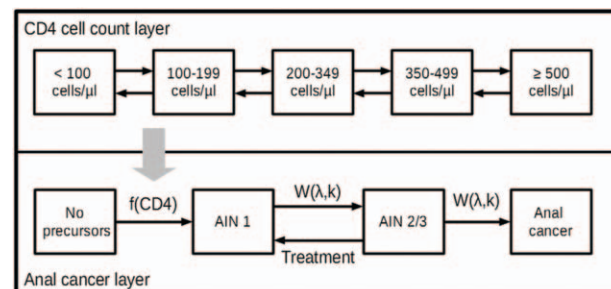 CD4 cell count layer
< 100
cells/μl
100-199
cells/μl
200-349
cells/μl
350-499
cells/μl
≥ 500
cells/μl
No
precursors
f(CD4)
AIN 1
W(λ,k)
Treatment
AIN 2/3
W(λ,k)
Anal
cancer
Anal cancer layer